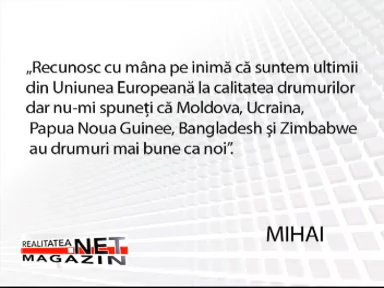 „Recunosc cu mâna pe inimă că suntem ultimii
din Uniunea Europeană la calitatea drumurilor
dar nu-mi spuneți că Moldova, Ucraina,
Papua Noua Guinee, Bangladesh și Zimbabwe
au drumuri mai bune ca noi”.
MIHAI
REALITATEA
.NET
MAGAZIN